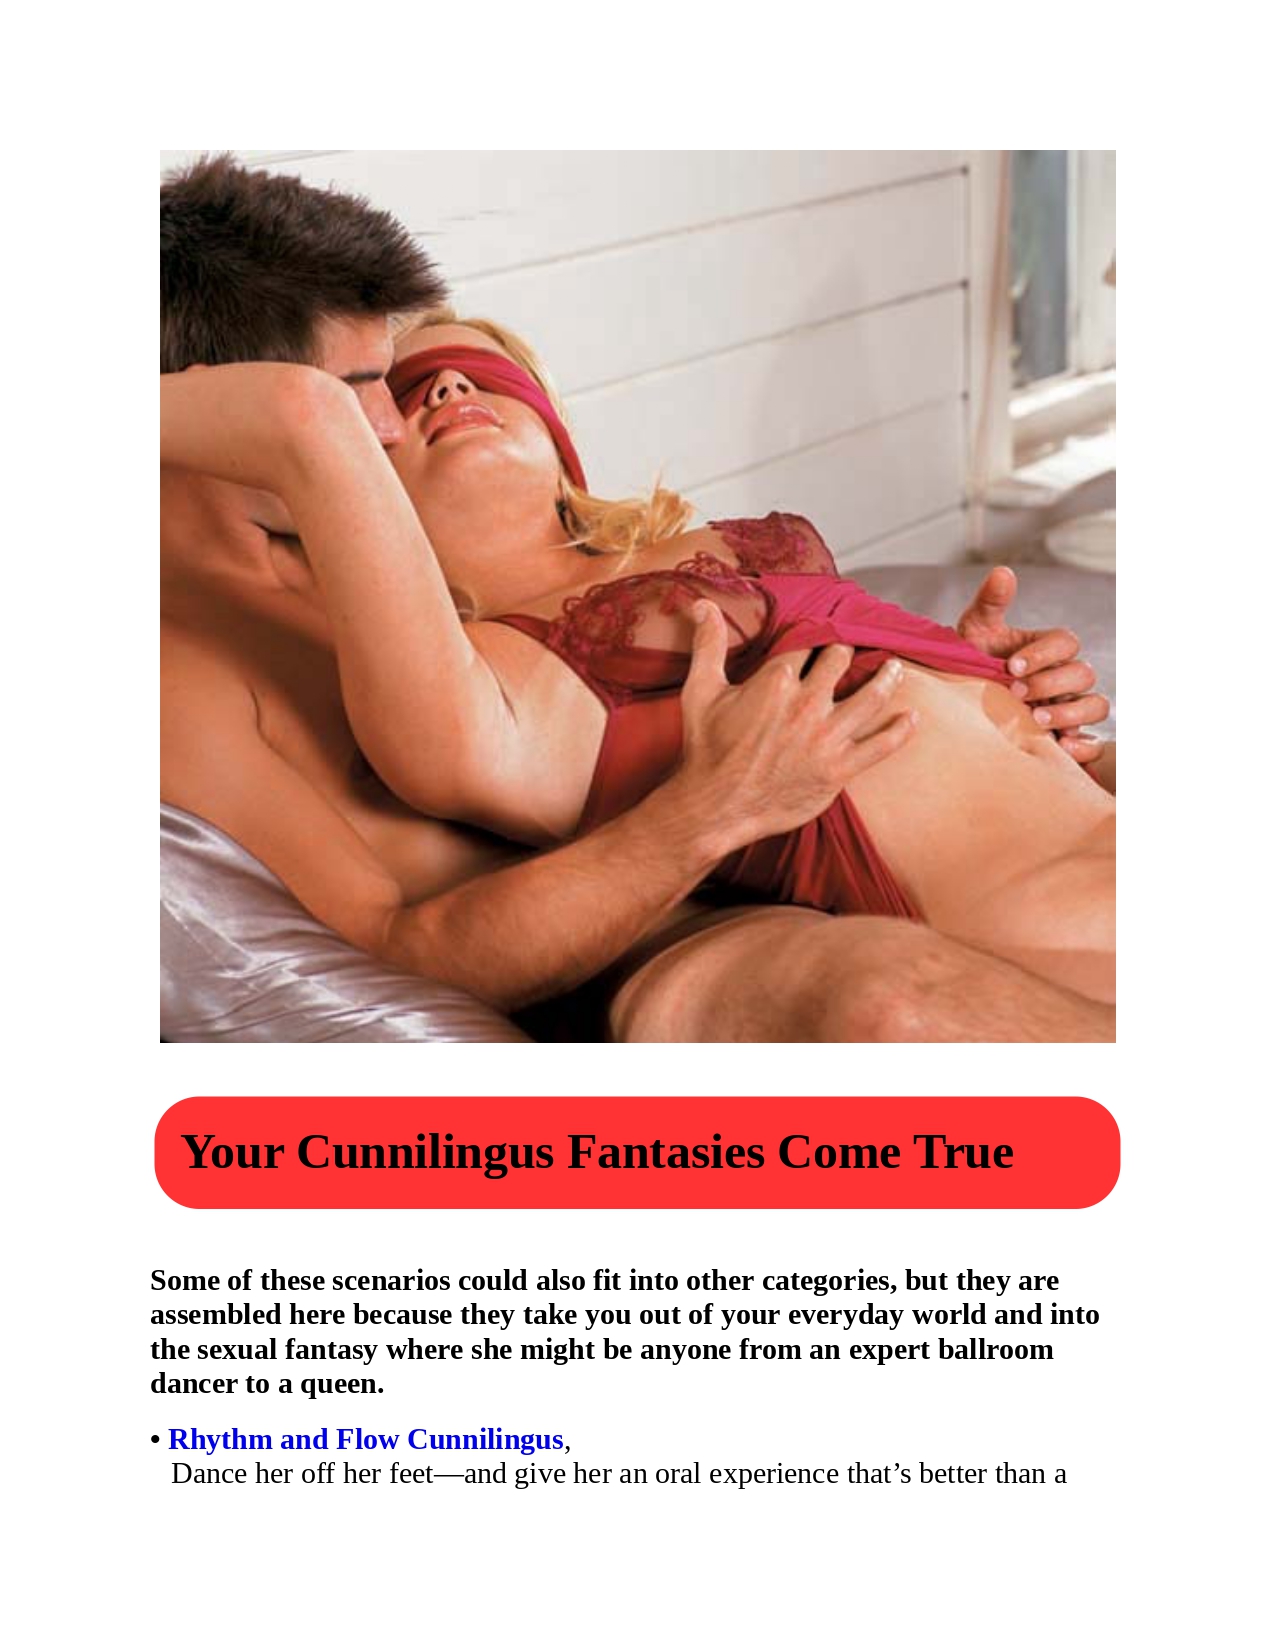 Your Cunnilingus Fantasies Come True
Some of these scenarios could also fit into other categories, but they are
assembled here because they take you out of your everyday world and into
the sexual fantasy where she might be anyone from an expert ballroom
dancer to a queen.
• Rhythm and Flow Cunnilingus,
Dance her off her feet—and give her an oral experience that’s better than a